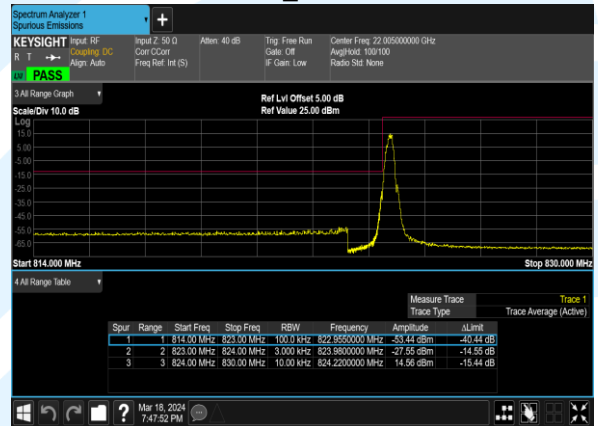 Spectrum Analyzer 1
Spurious Emissions
KEYSIGHT Input: RF Input Z: 50 Ω Atten: 40 dB Trig: Free Run Center Freq: 22.005000000 GHz
R T Coupling: DC Corr CCorr Gate: Off Avg|Hold: 100/100
Align: Auto Freq Ref: Int (S) IF Gain: Low Radio Std: None
PASS
3 All Range Graph
Ref Lvl Offset 5.00 dB
Scale/Div 10.0 dB Ref Value 25.00 dBm
Log
15.0
5.00
-5.00
-15.0
-25.0
-35.0
-45.0
-55.0
-65.0
Start 814.000 MHz Stop 830.000 MHz
4 All Range Table
Measure Trace Trace 1
Trace Type Trace Average (Active)
Spur Range Start Freq Stop Freq RBW Frequency Amplitude ΔLimit
1 1 814.00 MHz 823.00 MHz 100.0 kHz 822.9550000 MHz -53.44 dBm -40.44 dB
2 2 823.00 MHz 824.00 MHz 3.000 kHz 823.9800000 MHz -27.55 dBm -14.55 dB
3 3 824.00 MHz 830.00 MHz 10.00 kHz 824.2200000 MHz 14.56 dBm -15.44 dB
Mar 18, 2024
7:47:52 PM